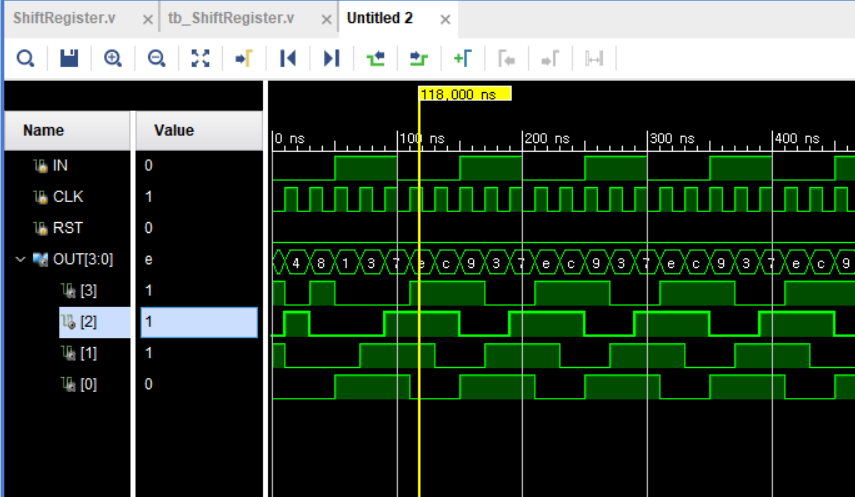 ShiftRegister.v × tb_ShiftRegister.v × Untitled 2 ×
118,000 ns
Name Value
0 ns 100 ns 200 ns 300 ns 400 ns
IN 0
CLK 1
RST 0
OUT[3:0] e 4 8 1 3 7 e c 9 3 7 e c 9 3 7 e c 9 3 7 e c 9
[3] 1
[2] 1
[1] 1
[0] 0